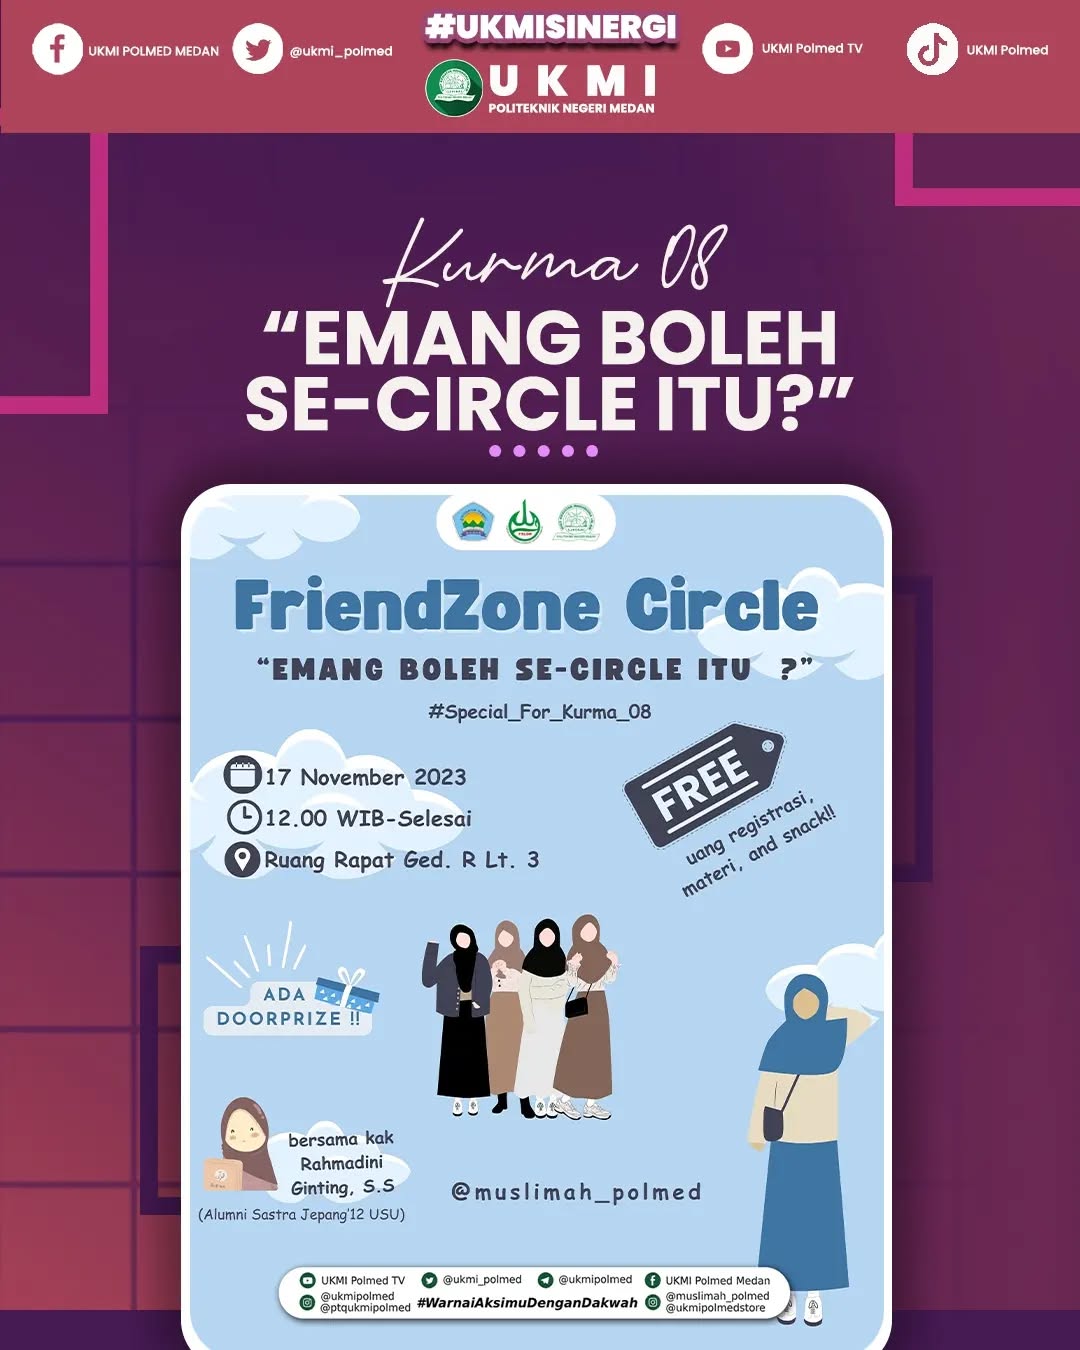 #UKMISINERGI
UKMI POLMED MEDAN
@ukmi_polmed
UKMI
POLITEKNIK NEGERI MEDAN
UKMI Polmed TV
UKMI Polmed
Kurma 08
“EMANG BOLEH
SE-CIRCLE ITU?”
FriendZone Circle
“EMANG BOLEH SE-CIRCLE ITU ?”
#Special_For_Kurma_08
17 November 2023
12.00 WIB-Selesai
Ruang Rapat Ged. R Lt. 3
FREE
uang registrasi,
materi, and snack!!
ADA
DOORPRIZE !!
bersama kak
Rahmadini
Ginting, S.S
(Alumni Sastra Jepang'12 USU)
@muslimah_polmed
UKMI Polmed TV
@ukmi_polmed
@ukmipolmed
UKMI Polmed Medan
@ukmipolmed
@ptqukmipolmed
#WarnaiAksimuDenganDakwah
@muslimah_polmed
@ukmipolmedstore